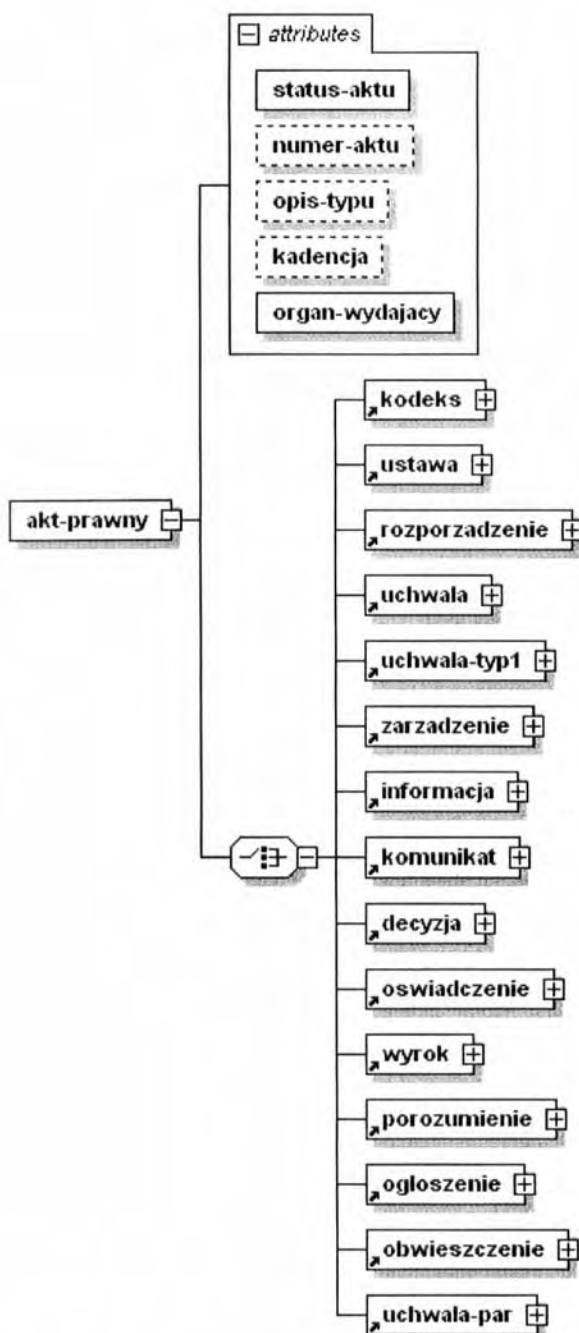 attributes
status-aktu
numer-aktu
opis-typu
kadencja
organ-wydajacy
akt-prawny
kodeks
ustawa
rozporzadzenie
uchwala
uchwala-typ1
zarzadzenie
informacja
komunikat
decyzja
oswiadczenie
wyrok
porozumienie
ogloszenie
obwieszczenie
uchwala-par